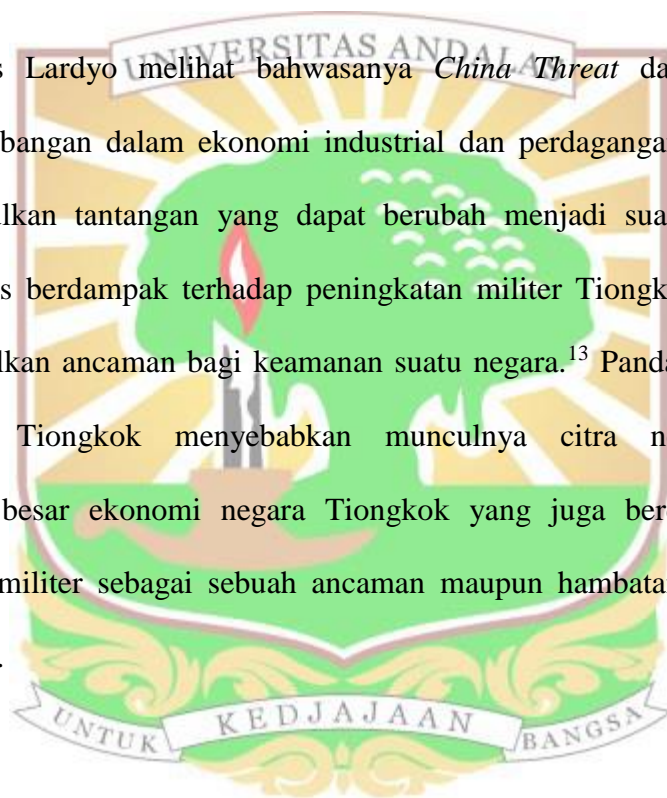 UNIVERSITAS ANDALAS
s Lardyo melihat bahwasanya China Threat da
bangan dalam ekonomi industrial dan perdaganga
ulkan tantangan yang dapat berubah menjadi sua
s berdampak terhadap peningkatan militer Tiongk
lkan ancaman bagi keamanan suatu negara.13 Panda
Tiongkok menyebabkan munculnya citra n
besar ekonomi negara Tiongkok yang juga ber
militer sebagai sebuah ancaman maupun hambata
.
UNTUK KEDJAJAAN BANGSA